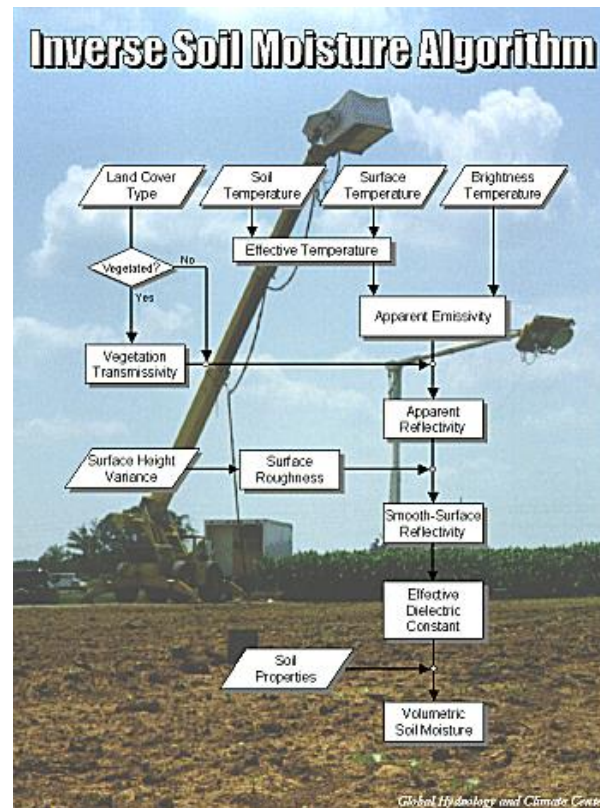 Inverse Soil Moisture Algorithm
Land Cover
Type
Soil
Temperature
Surface
Temperature
Brightness
Temperature
Effective Temperature
Vegetated?
No
Yes
Apparent Emissivity
Vegetation
Transmissivity
Apparent
Reflectivity
Surface Height
Variance
Surface
Roughness
Smooth-Surface
Reflectivity
Effective
Dielectric
Constant
Soil
Properties
Volumetric
Soil Moisture
Global Hydrology and Climate Cente